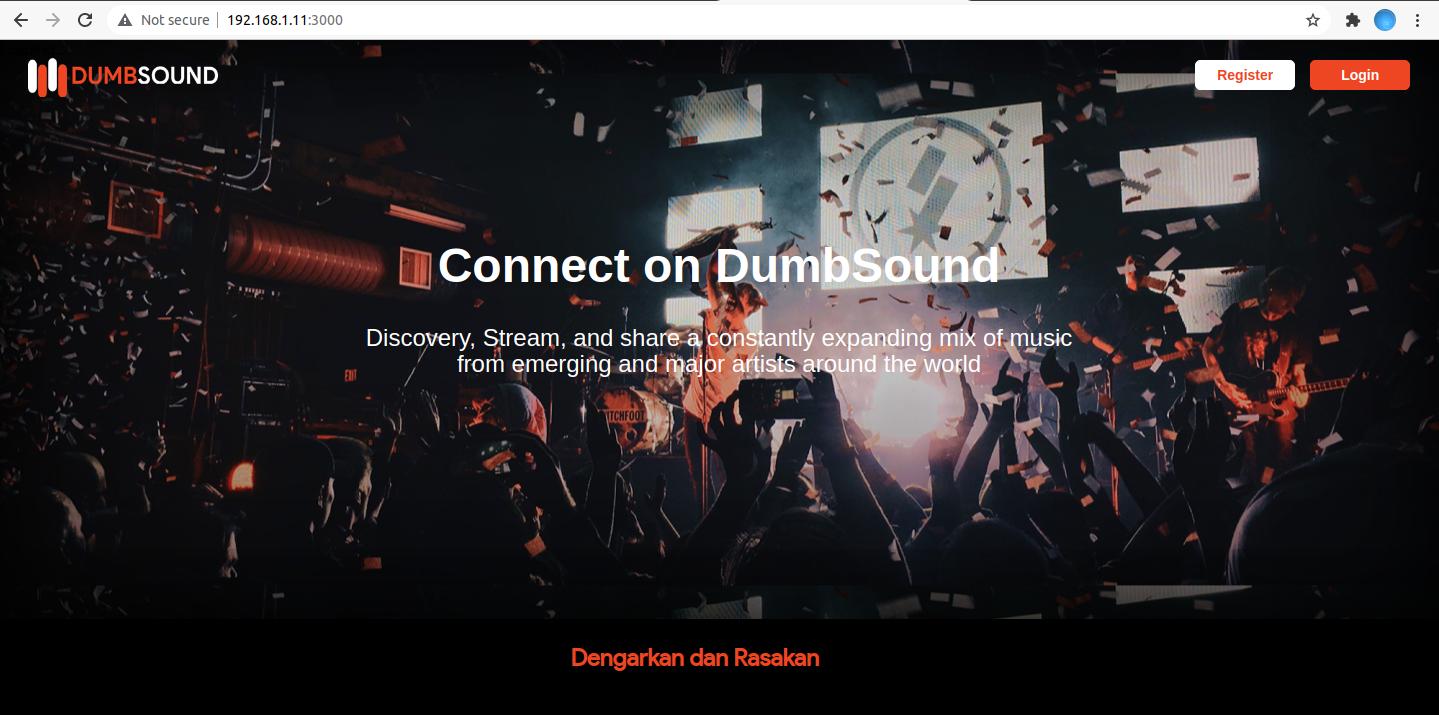 Not secure
192.168.1.11:3000
DUMBSOUND
Register
Login
Connect on DumbSound
Discovery, Stream, and share a constantly expanding mix of music
from emerging and major artists around the world
EXIT
Dengarkan dan Rasakan